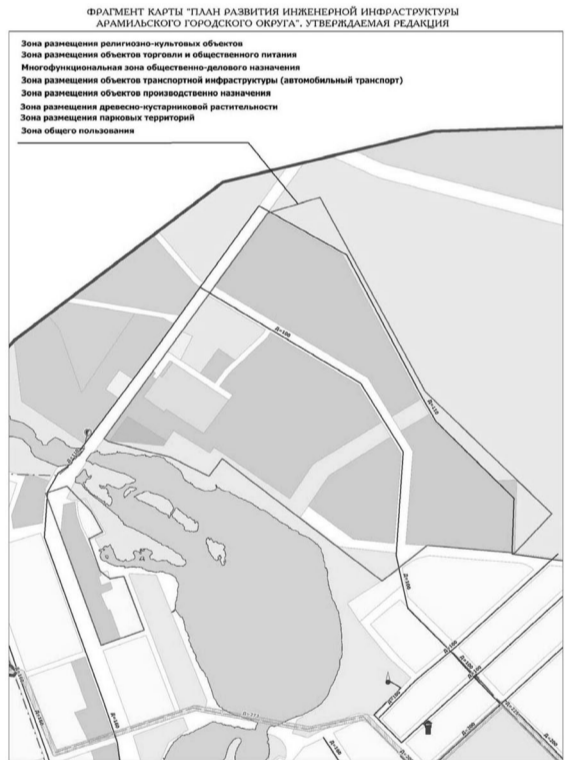 ФРАГМЕНТ КАРТЫ "ПЛАН РАЗВИТИЯ ИНЖЕНЕРНОЙ ИНФРАСТРУКТУРЫ
АРАМИЛЬСКОГО ГОРОДСКОГО ОКРУГА". УТВЕРЖДАЕМАЯ РЕДАКЦИЯ
Зона размещения религиозно-культовых объектов
Зона размещения объектов торговли и общественного питания
Многофункциональная зона общественно-делового назначения
Зона размещения объектов транспортной инфраструктуры (автомобильный транспорт)
Зона размещения объектов производственно назначения
Зона размещения древесно-кустарниковой растительности
Зона размещения парковых территорий
Зона общего пользования
Д=100